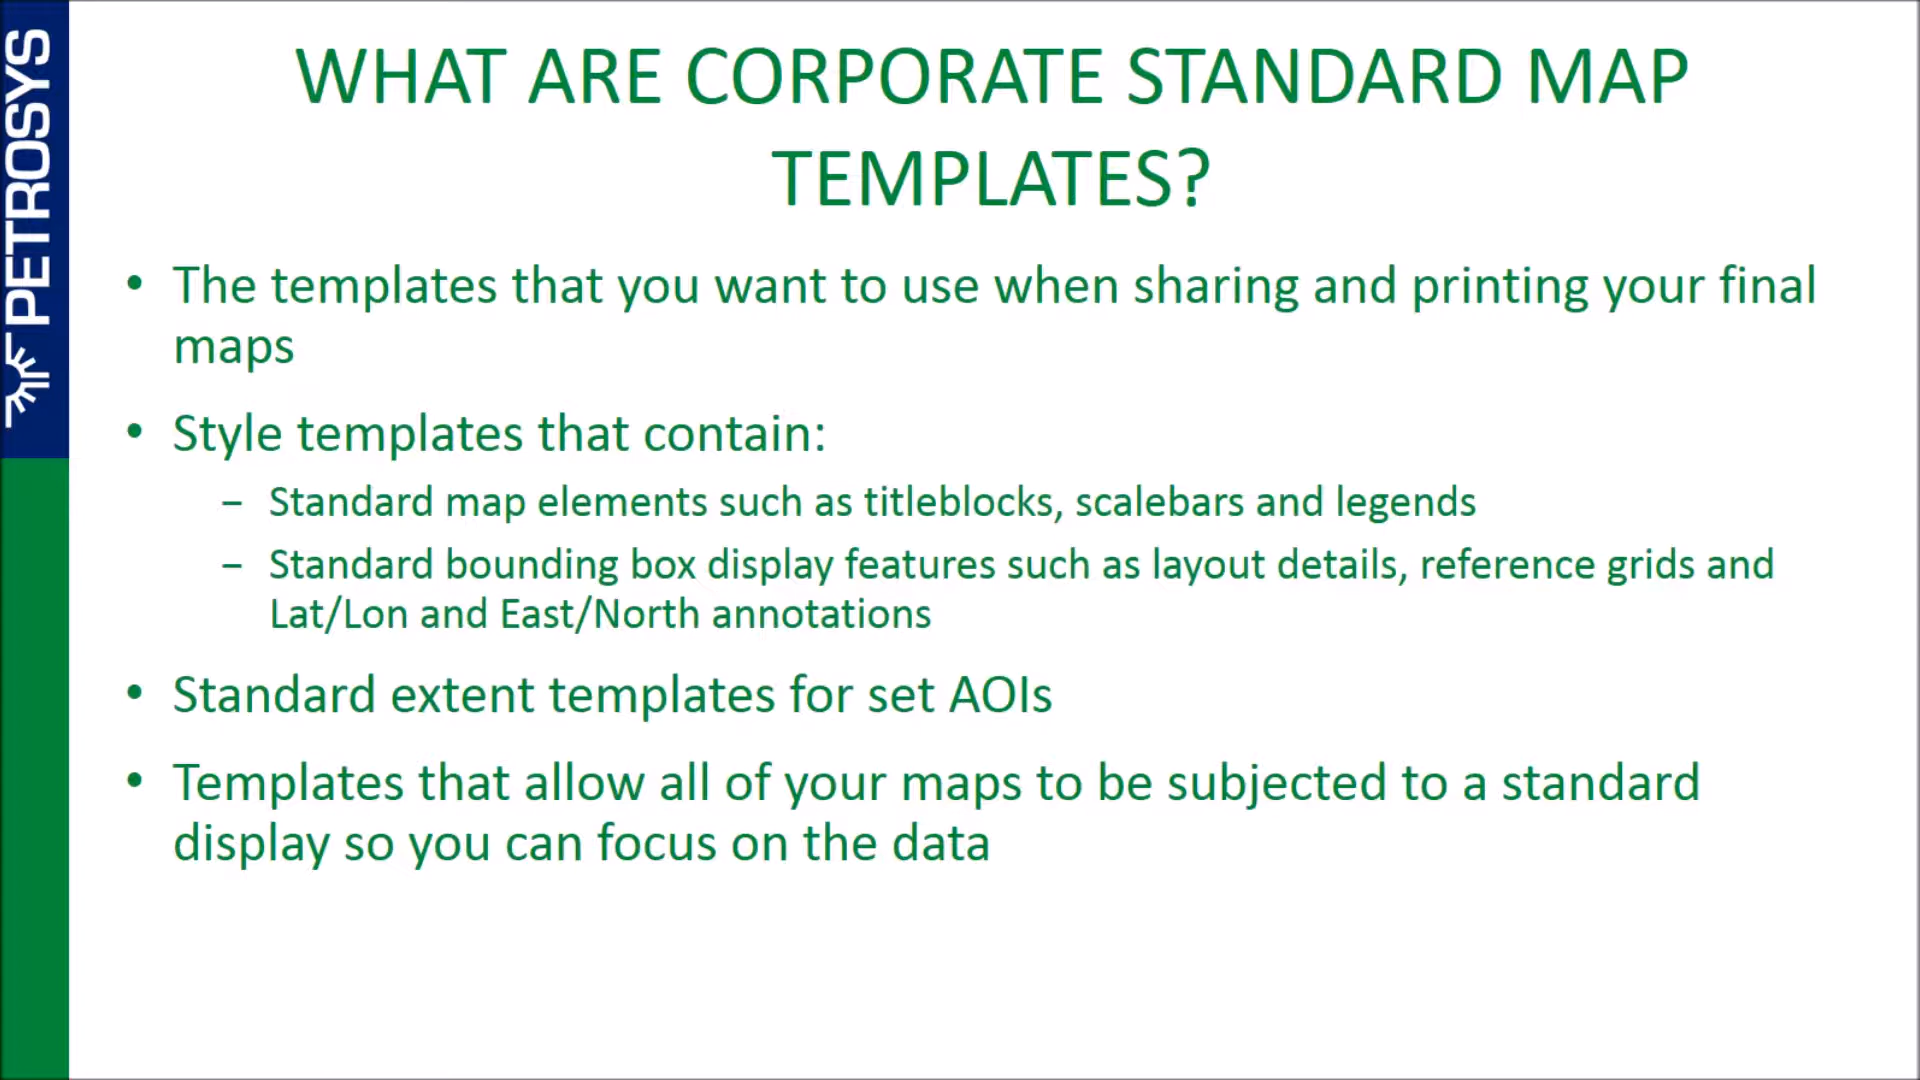 PETROSYS
WHAT ARE CORPORATE STANDARD MAP
TEMPLATES?
• The templates that you want to use when sharing and printing your final
maps
• Style templates that contain:
– Standard map elements such as titleblocks, scalebars and legends
– Standard bounding box display features such as layout details, reference grids and
Lat/Lon and East/North annotations
• Standard extent templates for set AOIs
• Templates that allow all of your maps to be subjected to a standard
display so you can focus on the data